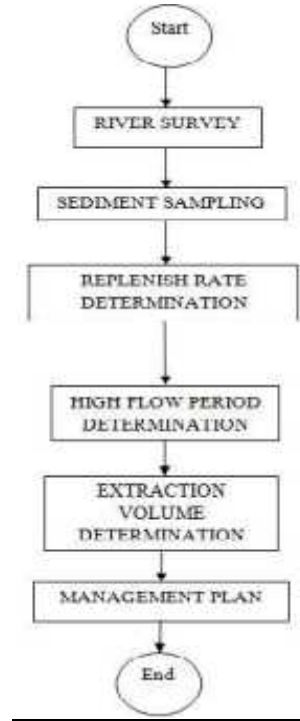 Start
RIVER SURVEY
SEDIMENT SAMPLING
REPLENISH RATE
DETERMINATION
HIGH FLOW PERIOD
DETERMINATION
EXTRACTION
VOLUME
DETERMINATION
MANAGEMENT PLAN
End